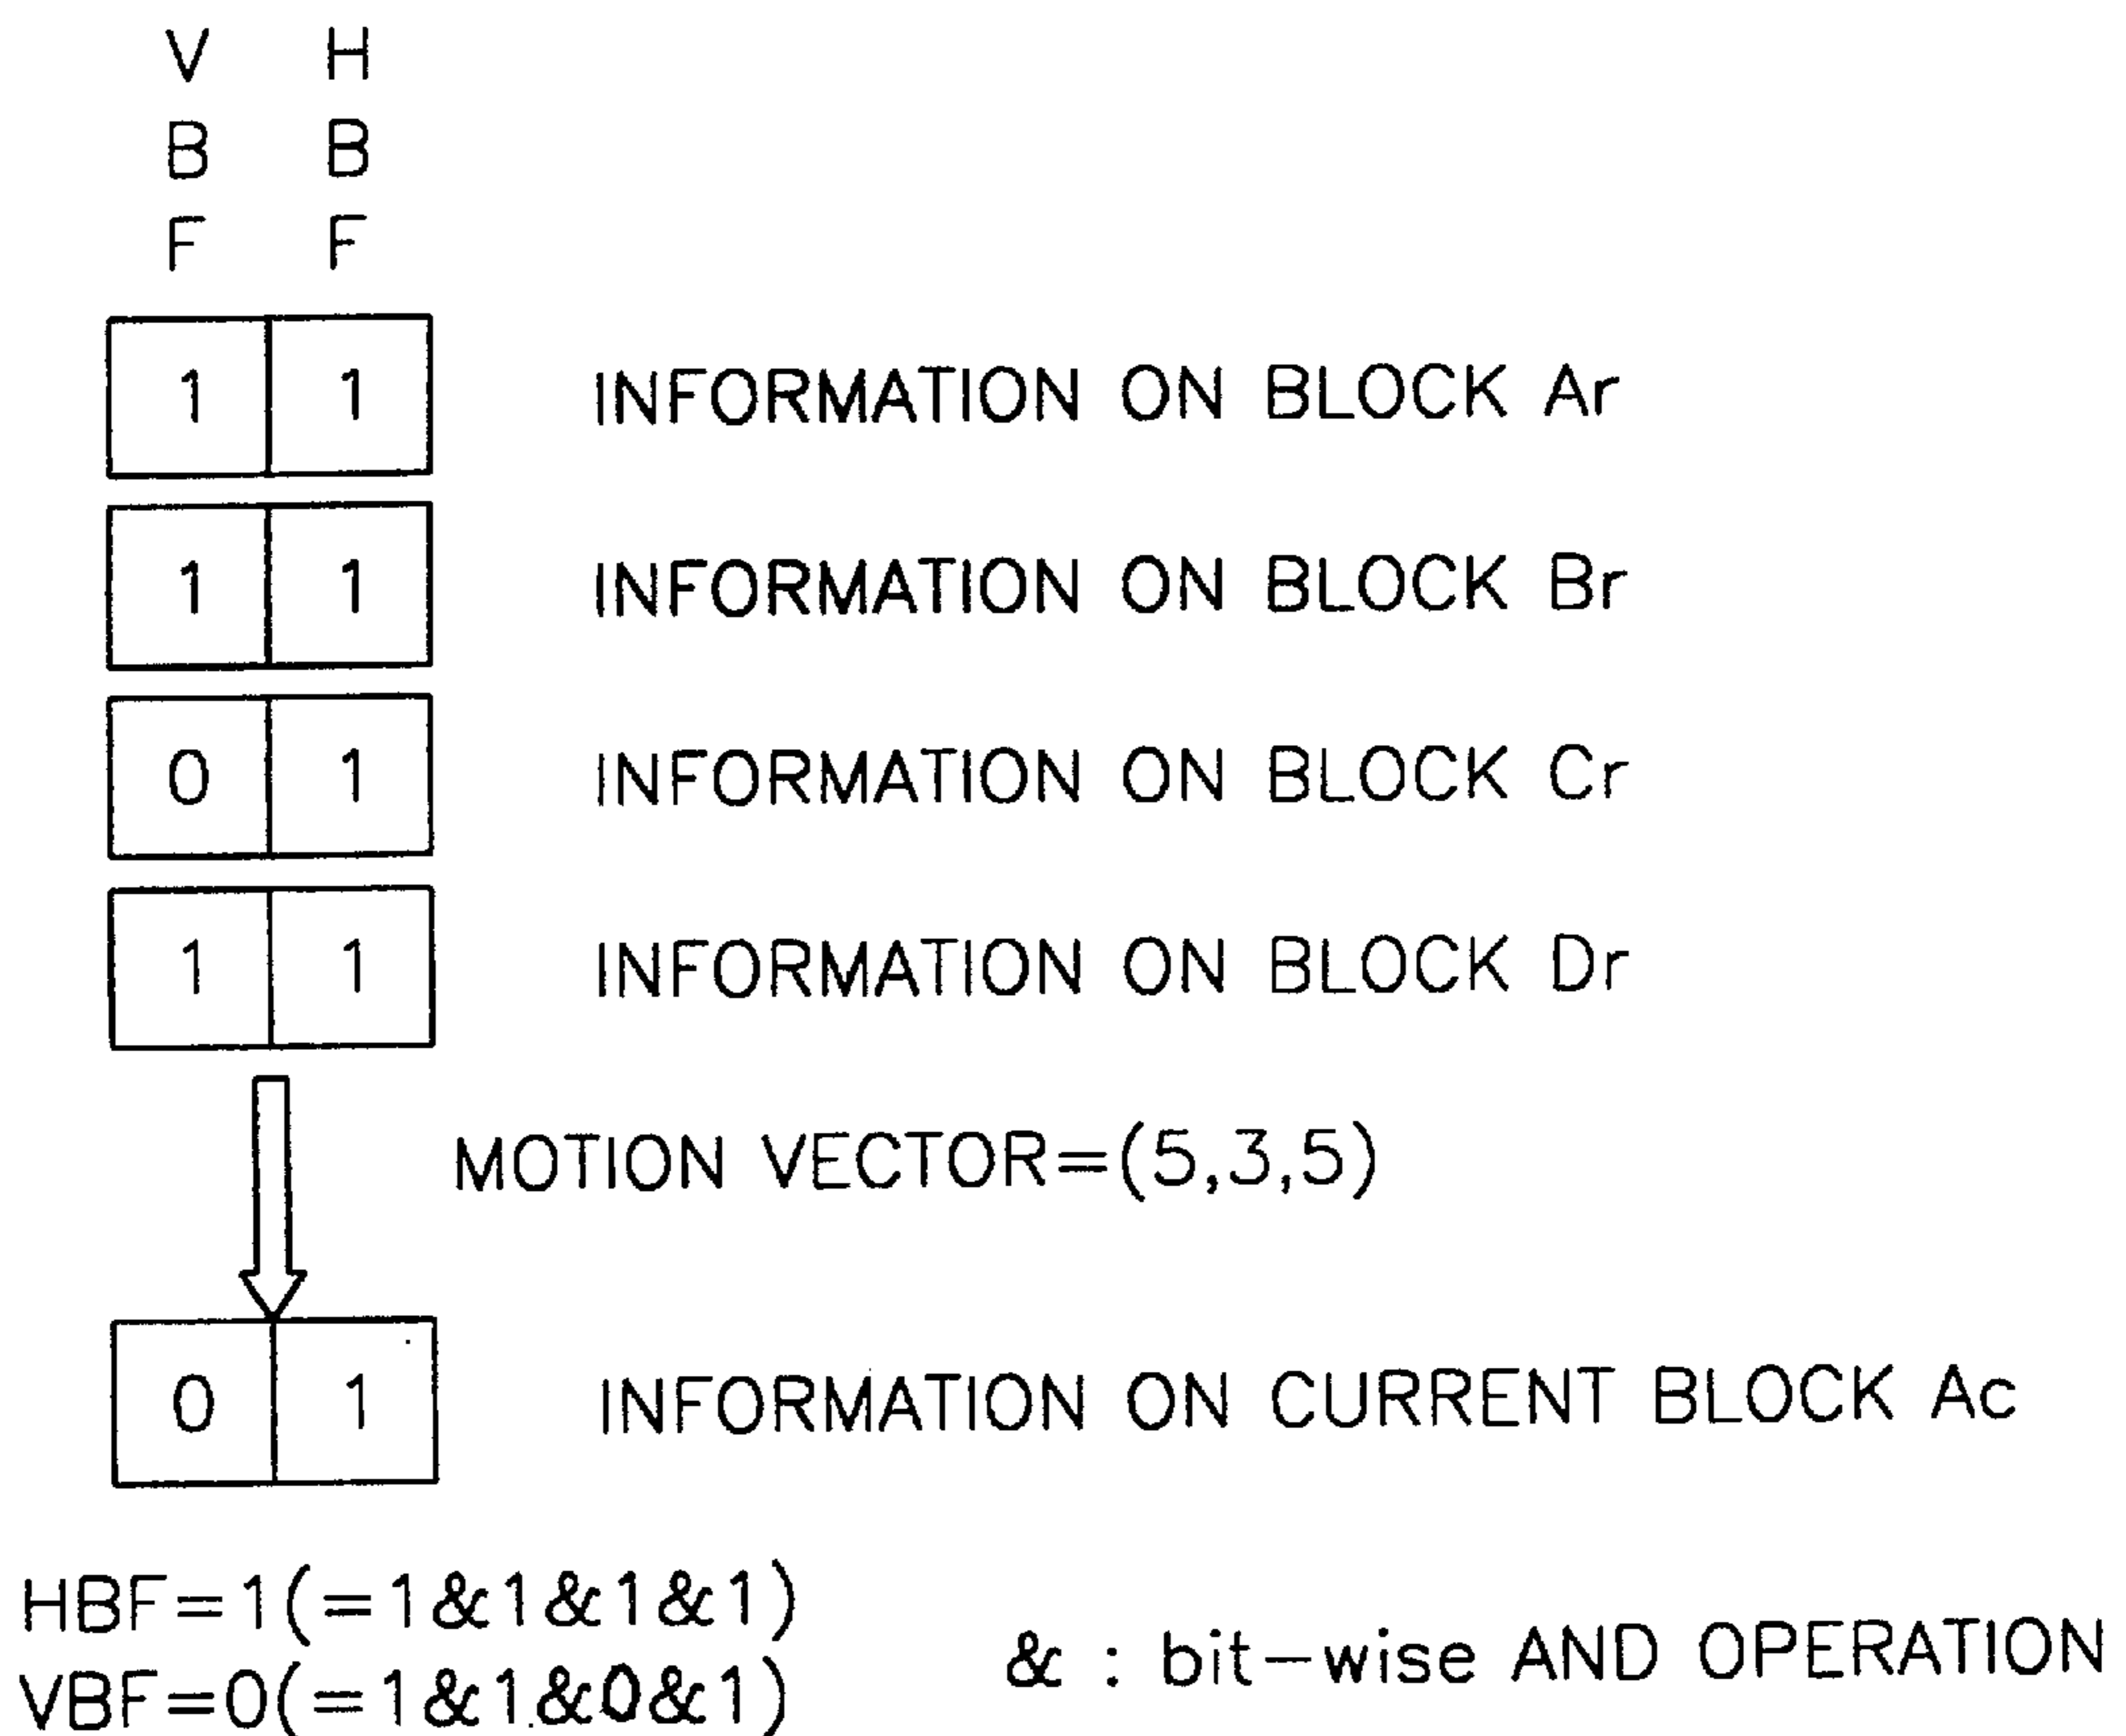 V H
B B
F F
1 1 INFORMATION ON BLOCK Ar
1 1 INFORMATION ON BLOCK Br
0 1 INFORMATION ON BLOCK Cr
1 1 INFORMATION ON BLOCK Dr
MOTION VECTOR=(5,3,5)
0 1 INFORMATION ON CURRENT BLOCK Ac
HBF=1(=1&1&1&1)
VBF=0(=1&1&0&1)
& : bit-wise AND OPERATION